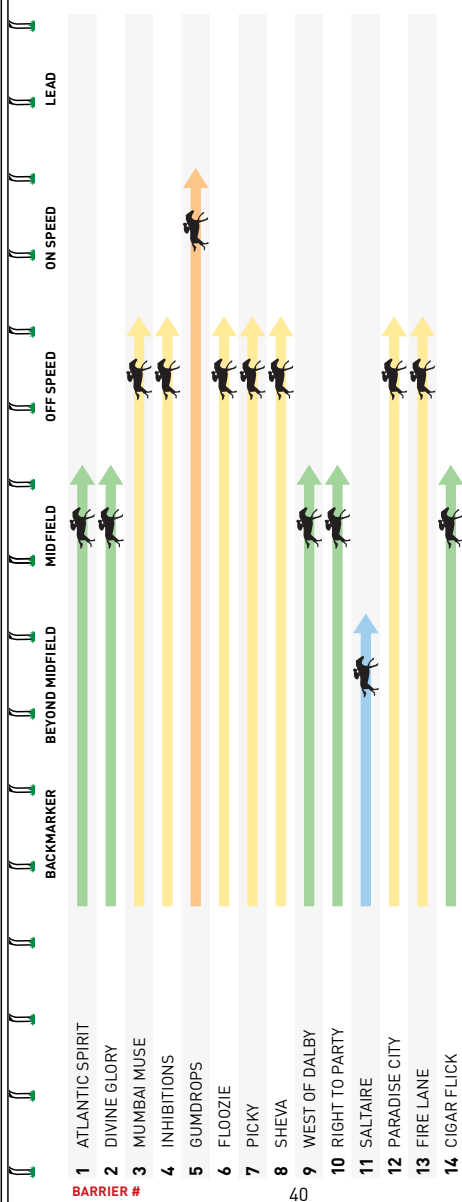 LEAD
ON SPEED
OFF SPEED
MIDFIELD
BEYOND MIDFIELD
BACKMARKER
1 ATLANTIC SPIRIT
2 DIVINE GLORY
3 MUMBAI MUSE
4 INHIBITIONS
5 GUMDROPS
6 FLOOZIE
7 PICKY
8 SHEVA
9 WEST OF DALBY
10 RIGHT TO PARTY
11 SALTAIRE
12 PARADISE CITY
13 FIRE LANE
14 CIGAR FLICK
BARRIER #
40